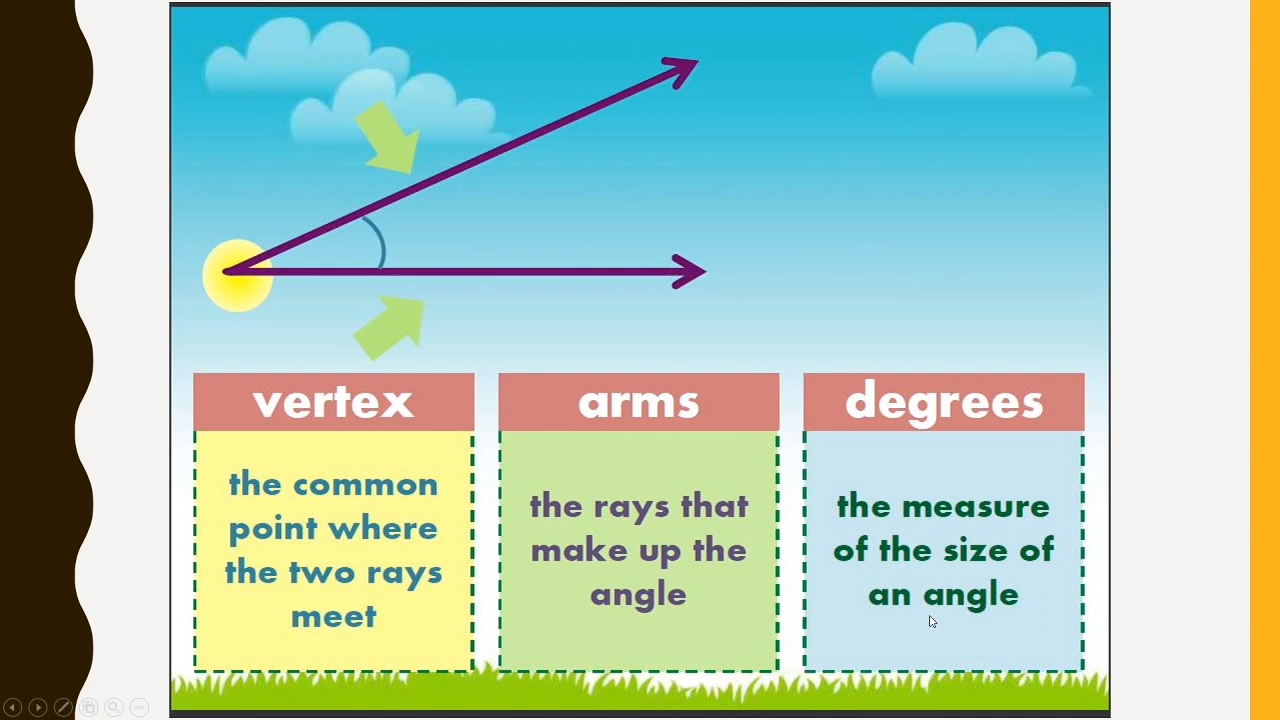 vertex
the common
point where
the two rays
meet
arms
the rays that
make up the
angle
degrees
the measure
of the size of
an angle